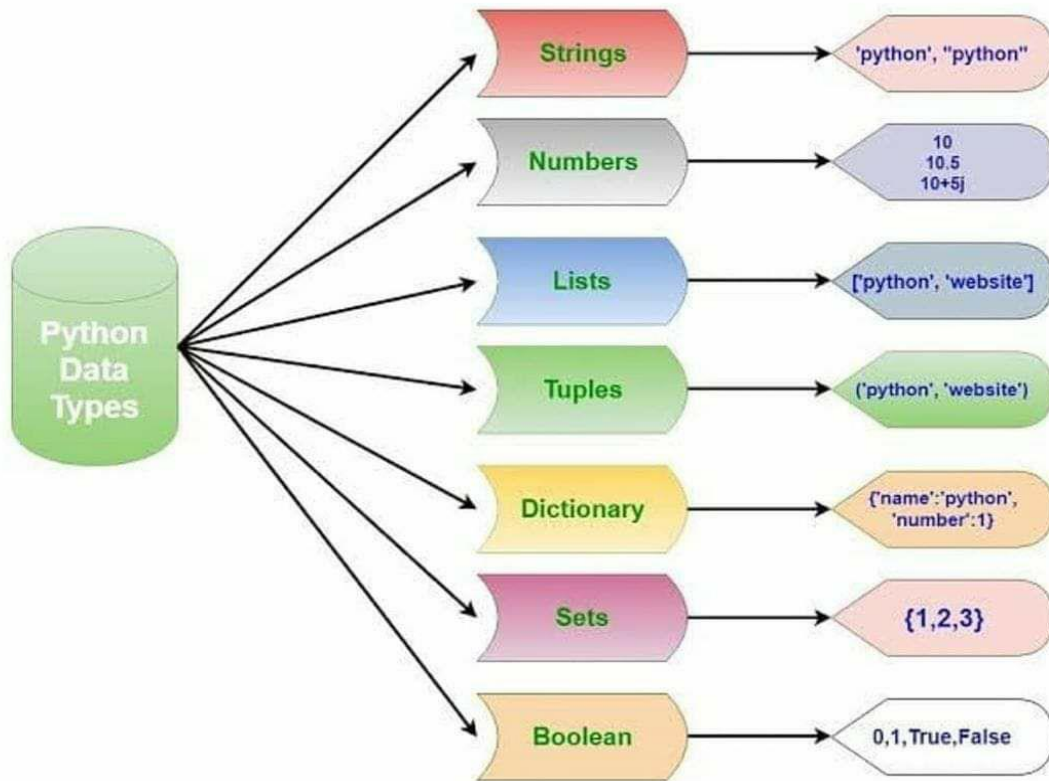 Python
Data
Types
Strings
'python', "python"
Numbers
10
10.5
10+5j
Lists
['python', 'website']
Tuples
('python', 'website')
Dictionary
{'name':'python',
'number':1}
Sets
{1,2,3}
Boolean
0,1,True,False